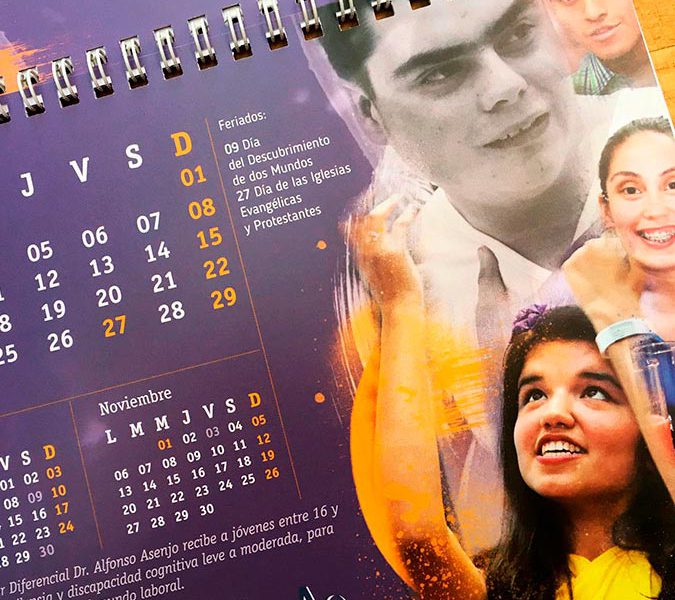 J V S D
01
05 06 07 08
12 13 14 15
19 20 21 22
25 26 27 28 29
Feriados:
09 Día
del Descubrimiento
de dos Mundos
27 Día de las Iglesias
Evangélicas
y Protestantes
V S D
01 02 03
08 09 10
15 16 17
22 23 24
28 29 30
Noviembre
L M M J V S D
01 02 03 04 05
06 07 08 09 10 11 12
13 14 15 16 17 18 19
20 21 22 23 24 25 26
27 28 29 30
Diferencial Dr. Alfonso Asenjo recibe a jóvenes entre 16 y
y discapacidad cognitiva leve a moderada, para
laboral.